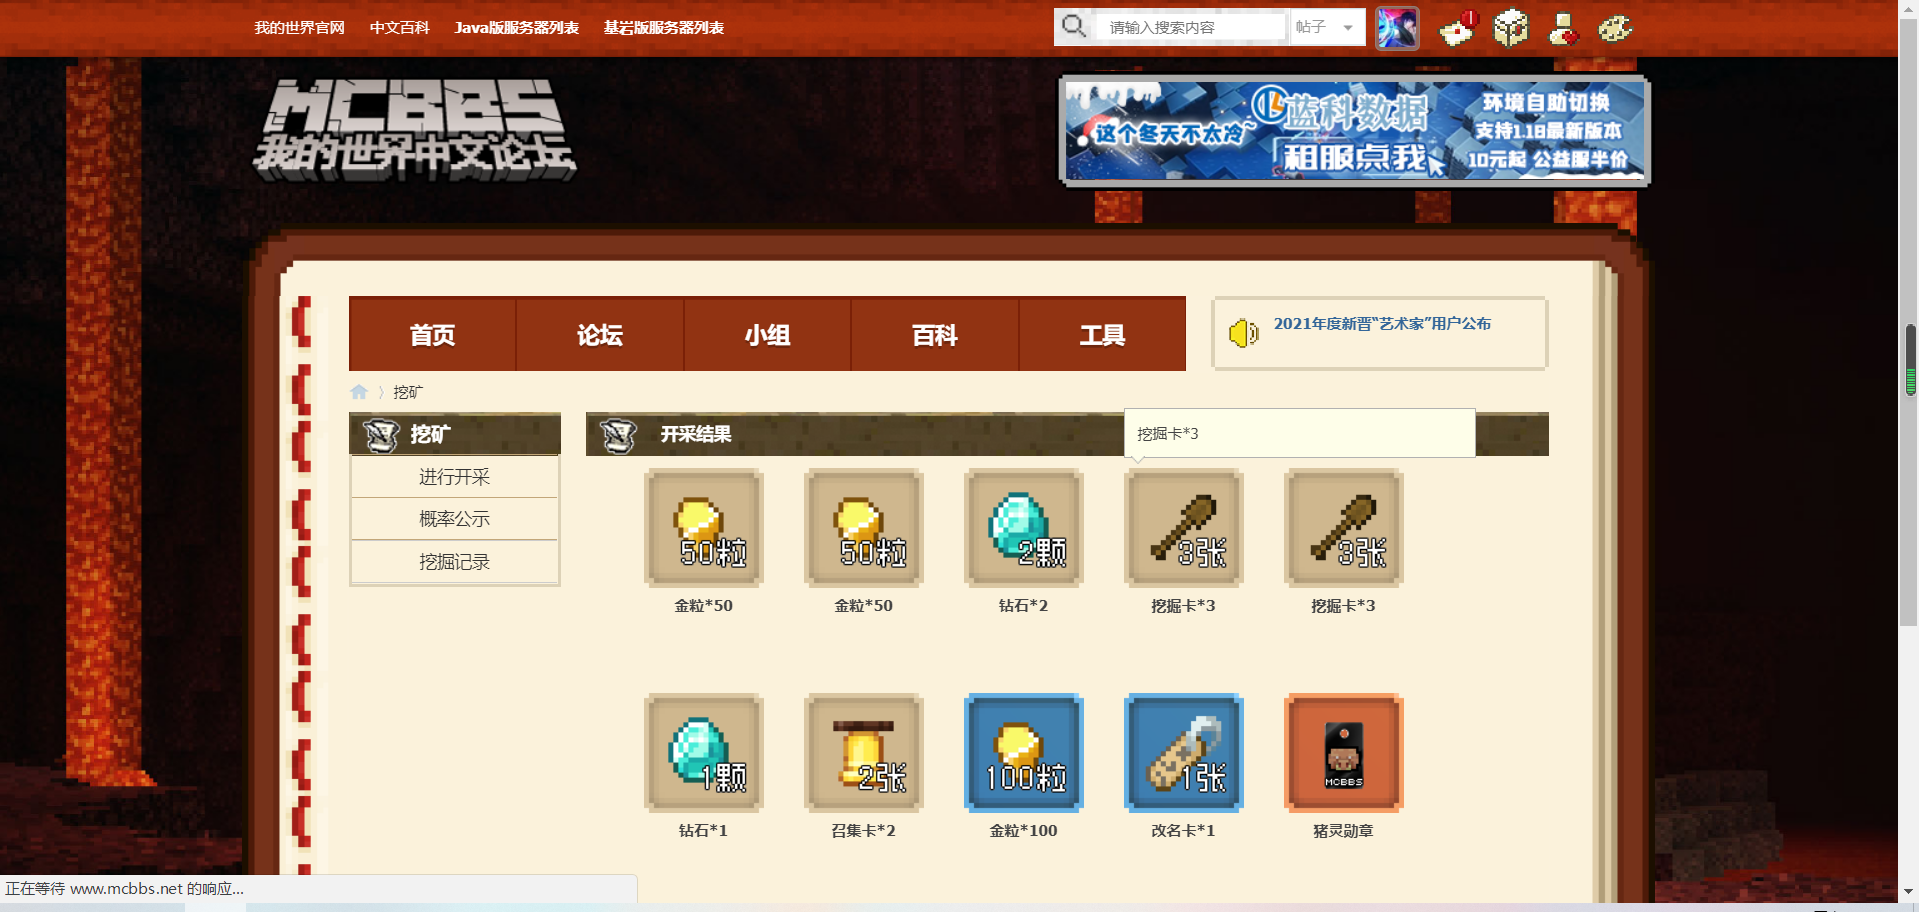 我的世界官网 中文百科 Java版服务器列表 基岩版服务器列表
请输入搜索内容 帖子
MCBBS
我的世界中文论坛
这个冬天不太冷~
蓝科数据
租服点我
环境自助切换
支持1.18最新版本
10元起 公益服半价
首页 论坛 小组 百科 工具
2021年度新晋“艺术家”用户公布
挖矿
挖矿
进行开采
概率公示
挖掘记录
开采结果
挖掘卡*3
50粒 50粒 2颗 3张 3张
金粒*50 金粒*50 钻石*2 挖掘卡*3 挖掘卡*3
1颗 2张 100粒 1张 MCBBS
钻石*1 召集卡*2 金粒*100 改名卡*1 猪灵勋章
正在等待 www.mcbbs.net 的响应...